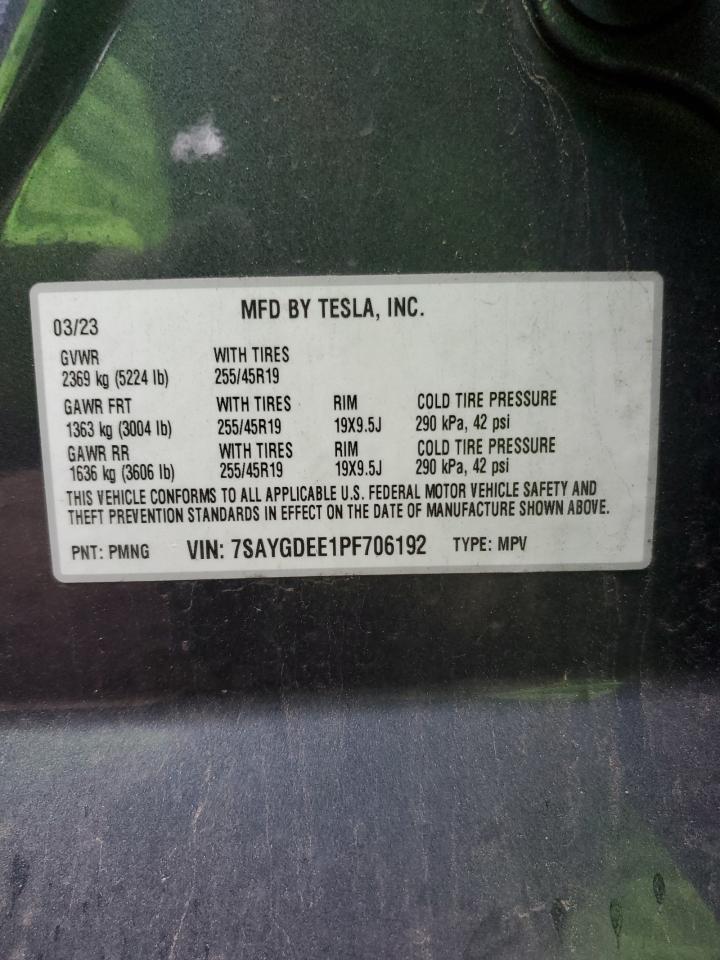 MFD BY TESLA, INC.
03/23
GVWR WITH TIRES
2369 kg (5224 lb) 255/45R19
GAWR FRT WITH TIRES RIM COLD TIRE PRESSURE
1363 kg (3004 lb) 255/45R19 19X9.5J 290 kPa, 42 psi
GAWR RR WITH TIRES RIM COLD TIRE PRESSURE
1636 kg (3606 lb) 255/45R19 19X9.5J 290 kPa, 42 psi
THIS VEHICLE CONFORMS TO ALL APPLICABLE U.S. FEDERAL MOTOR VEHICLE SAFETY AND
THEFT PREVENTION STANDARDS IN EFFECT ON THE DATE OF MANUFACTURE SHOWN ABOVE.
PNT: PMNG VIN: 7SAYGDEE1PF706192 TYPE: MPV